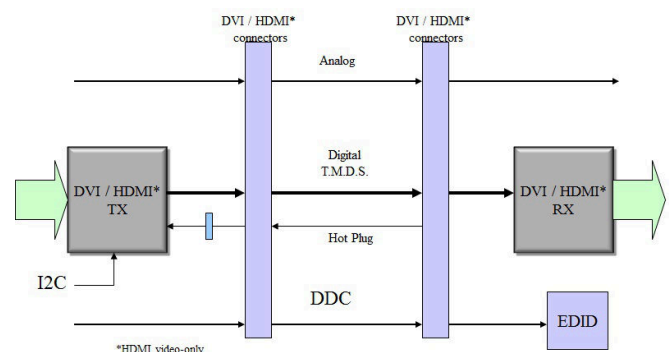 DVI / HDMI*
connectors
DVI / HDMI*
connectors
Analog
Digital
T.M.D.S.
DVI / HDMI*
TX
DVI / HDMI*
RX
Hot Plug
I2C
DDC
EDID
*HDMI video-only